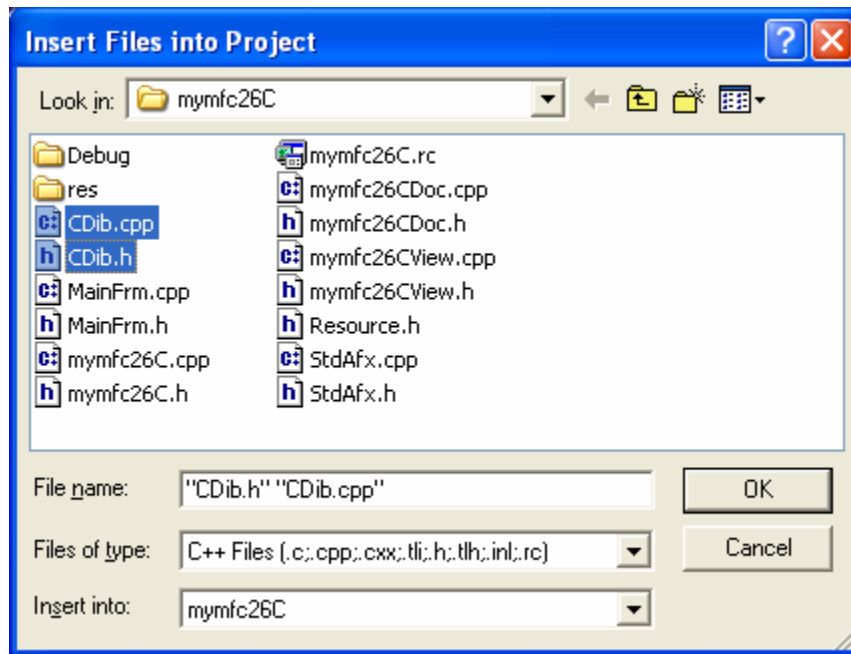 Insert Files into Project
Look in: mymfc26C
Debug
res
CDib.cpp
CDib.h
MainFrm.cpp
MainFrm.h
mymfc26C.cpp
mymfc26C.h
mymfc26C.rc
mymfc26CDoc.cpp
mymfc26CDoc.h
mymfc26CView.cpp
mymfc26CView.h
Resource.h
StdAfx.cpp
StdAfx.h
File name: "CDib.h" "CDib.cpp"
OK
Files of type: C++ Files (.c;.cpp;.cxx;.tli;.h;.tlh;.inl;.rc)
Cancel
Insert into: mymfc26C